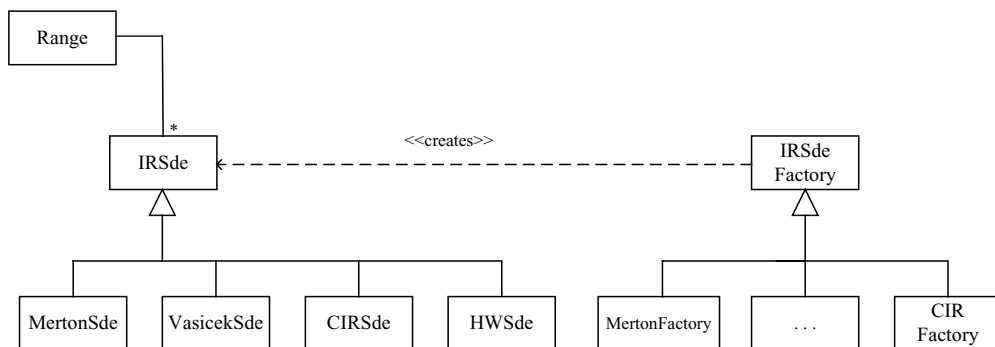 Range
*
<<creates>>
IRSde
IRSde
Factory
MertonSde
VasicekSde
CIRSde
HWSde
MertonFactory
. . .
CIR
Factory